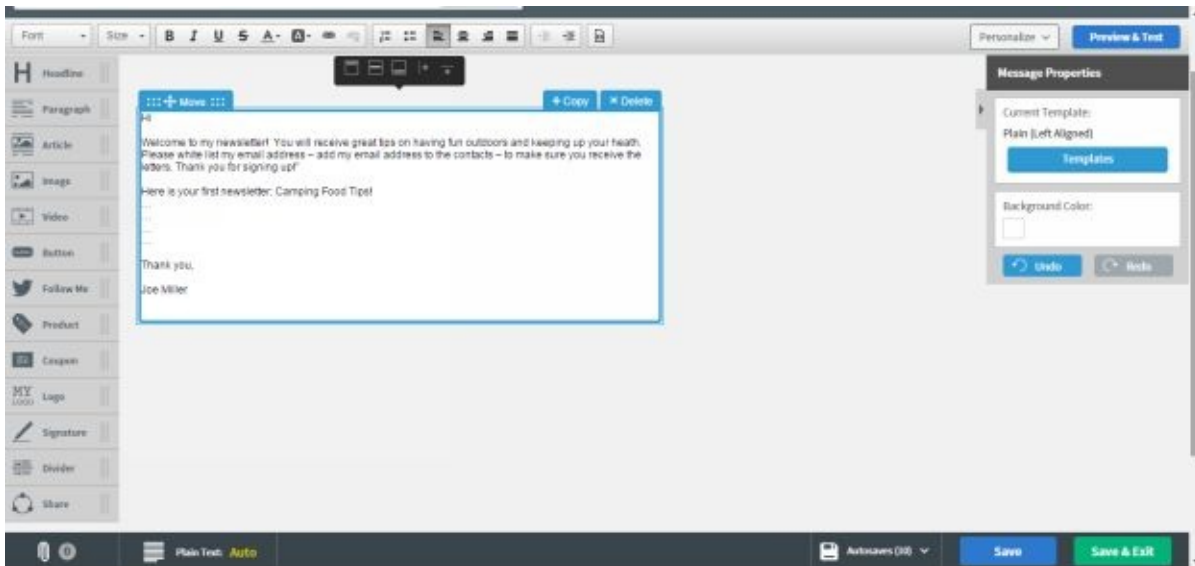 Font Size B I U S A A Personalize Preview & Test
Headline
Paragraph
Article
Image
Video
Button
Follow Me
Product
Coupon
MY LOGO Logo
Signature
Divider
Share
Move Copy Delete
Hi
Welcome to my newsletter! You will receive great tips on having fun outdoors and keeping up your heath.
Please white list my email address – add my email address to the contacts – to make sure you receive the
letters. Thank you for signing up!"
Here is your first newsletter: Camping Food Tips!
...
...
...
...
Thank you,
Joe Miller
Message Properties
Current Template:
Plain (Left Aligned)
Templates
Background Color:
Undo Redo
0 Plain Text: Auto Autosaves (10) Save Save & Exit